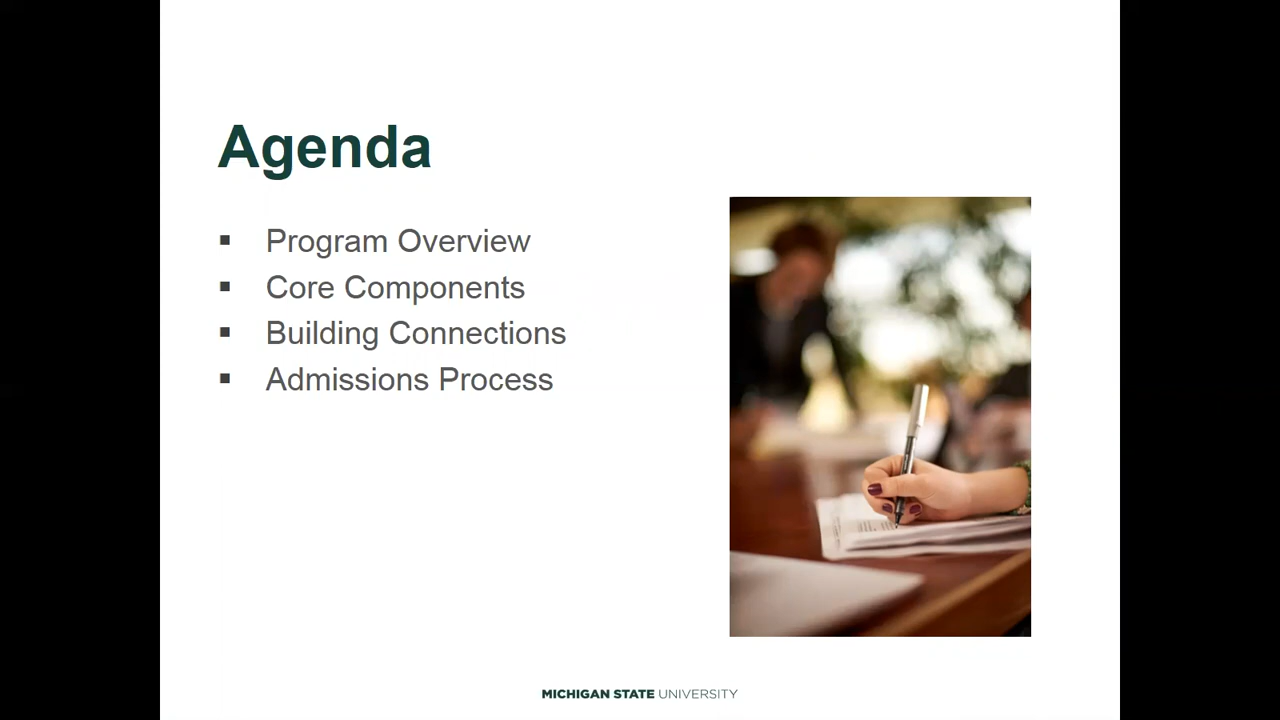 Agenda
▪ Program Overview
▪ Core Components
▪ Building Connections
▪ Admissions Process
MICHIGAN STATE UNIVERSITY